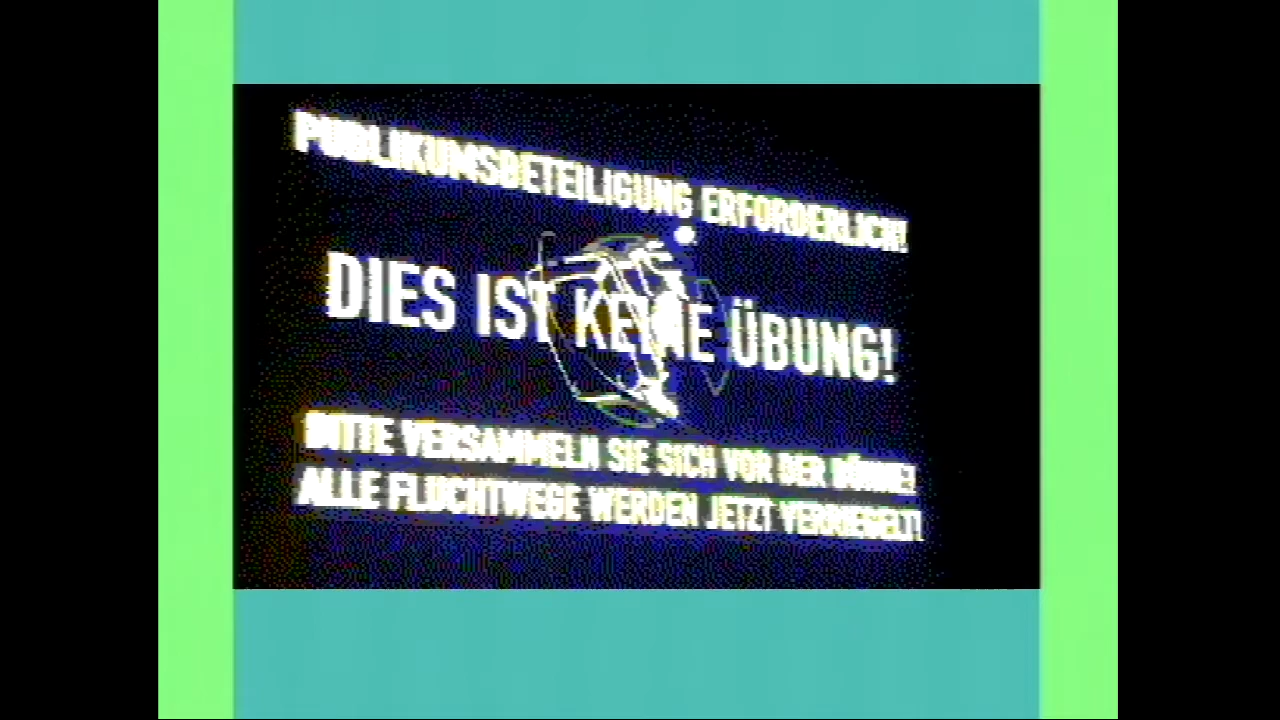 PUBLIKUMSBETEILIGUNG ERFORDERLICH!
DIES IST KEINE ÜBUNG!
BITTE VERSAMMELN SIE SICH VOR DER BÜHNE!
ALLE FLUCHTWEGE WERDEN JETZT VERRIEGELT!